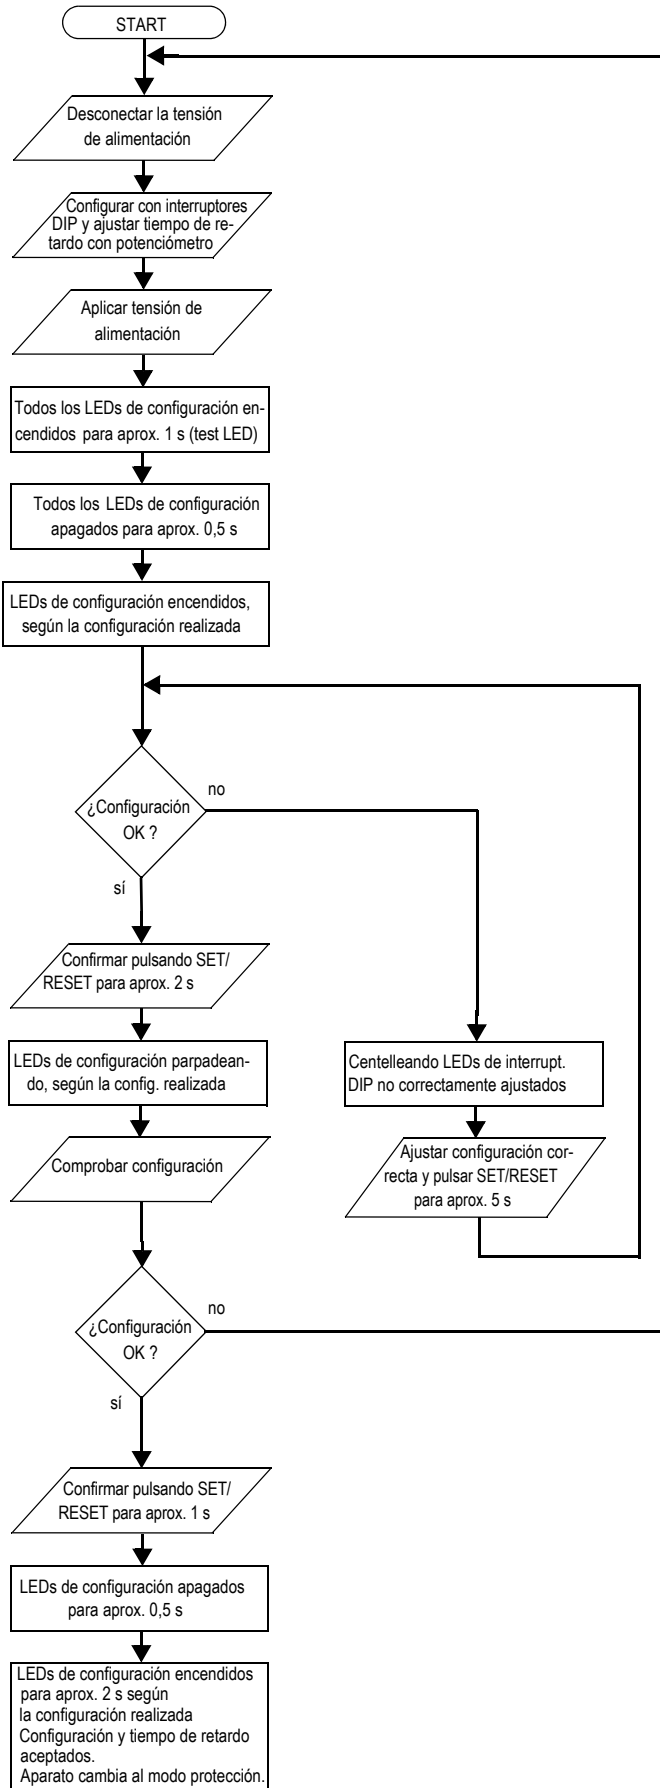 START
Desconectar la tensión
de alimentación
Configurar con interruptores
DIP y ajustar tiempo de re-
tardo con potenciómetro
Aplicar tensión de
alimentación
Todos los LEDs de configuración en-
cendidos para aprox. 1 s (test LED)
Todos los LEDs de configuración
apagados para aprox. 0,5 s
LEDs de configuración encendidos,
según la configuración realizada
¿Configuración
OK ?
no
sí
Confirmar pulsando SET/
RESET para aprox. 2 s
LEDs de configuración parpadean-
do, según la config. realizada
Centelleando LEDs de interrupt.
DIP no correctamente ajustados
Comprobar configuración
Ajustar configuración cor-
recta y pulsar SET/RESET
para aprox. 5 s
¿Configuración
OK ?
no
sí
Confirmar pulsando SET/
RESET para aprox. 1 s
LEDs de configuración apagados
para aprox. 0,5 s
LEDs de configuración encendidos
para aprox. 2 s según
la configuración realizada
Configuración y tiempo de retardo
aceptados.
Aparato cambia al modo protección.